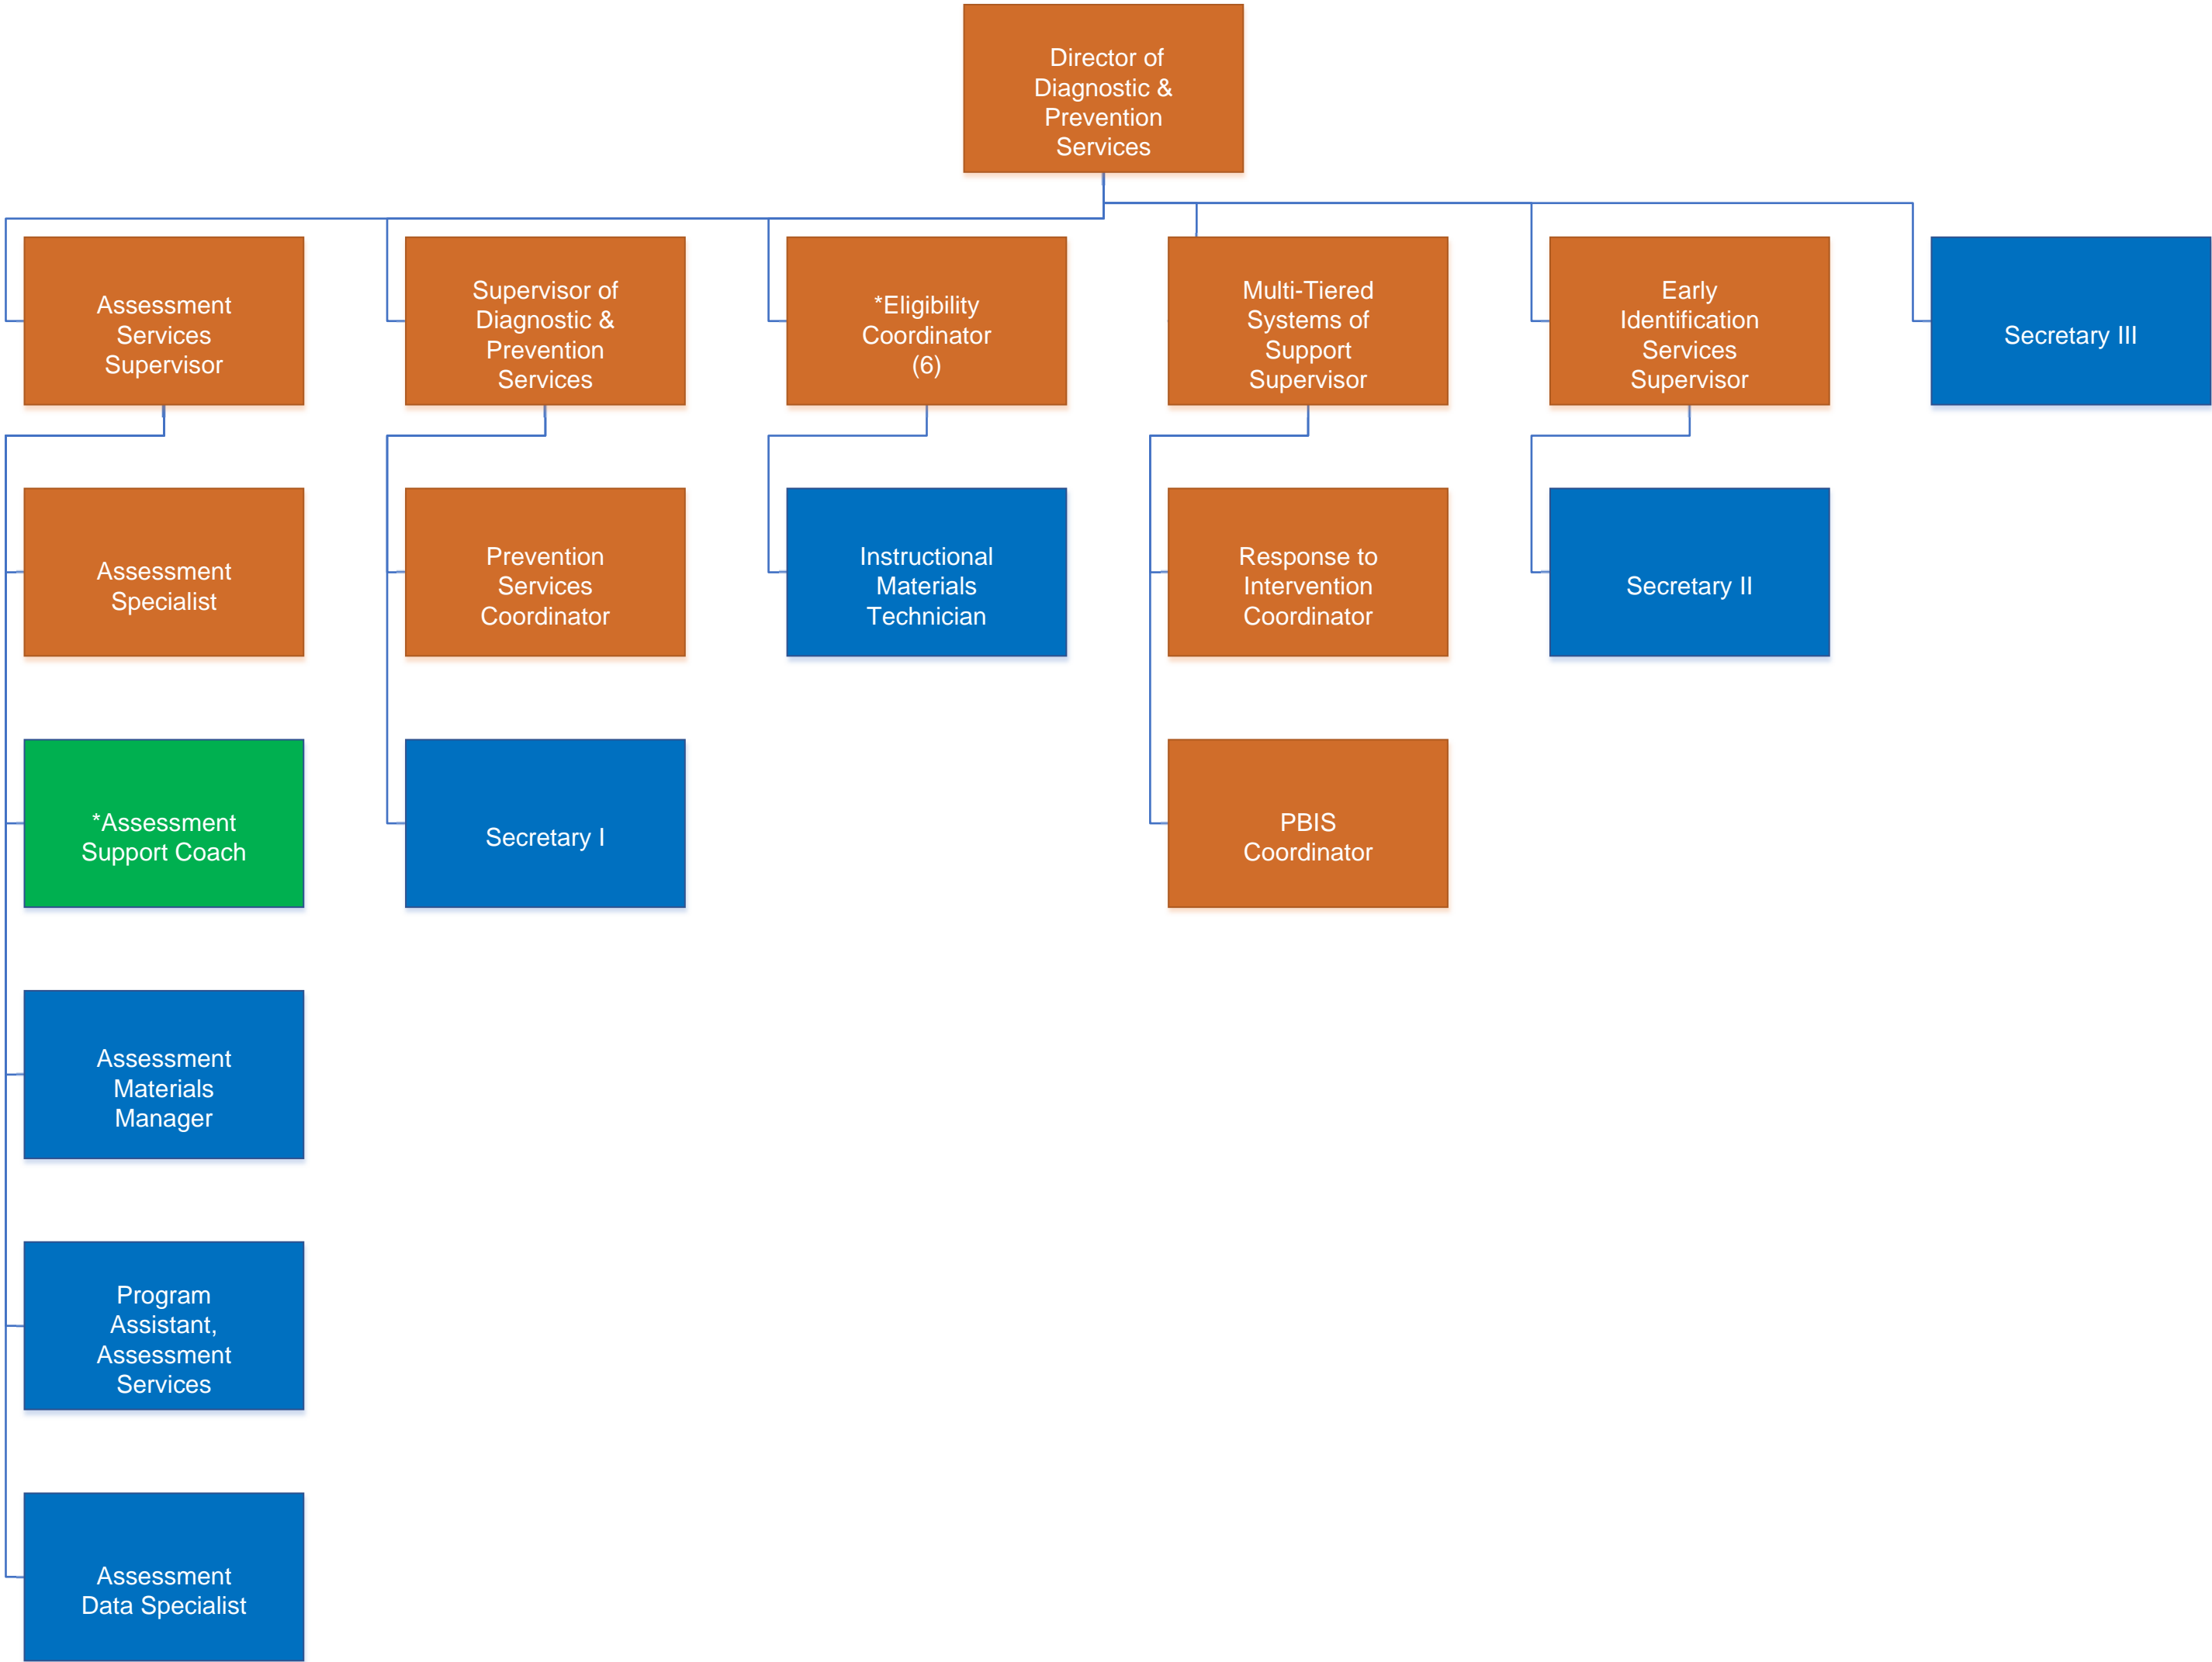 Director of
Diagnostic &
Prevention
Services
Assessment
Services
Supervisor
Supervisor of
Diagnostic &
Prevention
Services
*Eligibility
Coordinator
(6)
Multi-Tiered
Systems of
Support
Supervisor
Early
Identification
Services
Supervisor
Secretary III
Assessment
Specialist
Prevention
Services
Coordinator
Instructional
Materials
Technician
Response to
Intervention
Coordinator
Secretary II
*Assessment
Support Coach
Secretary I
PBIS
Coordinator
Assessment
Materials
Manager
Program
Assistant,
Assessment
Services
Assessment
Data Specialist